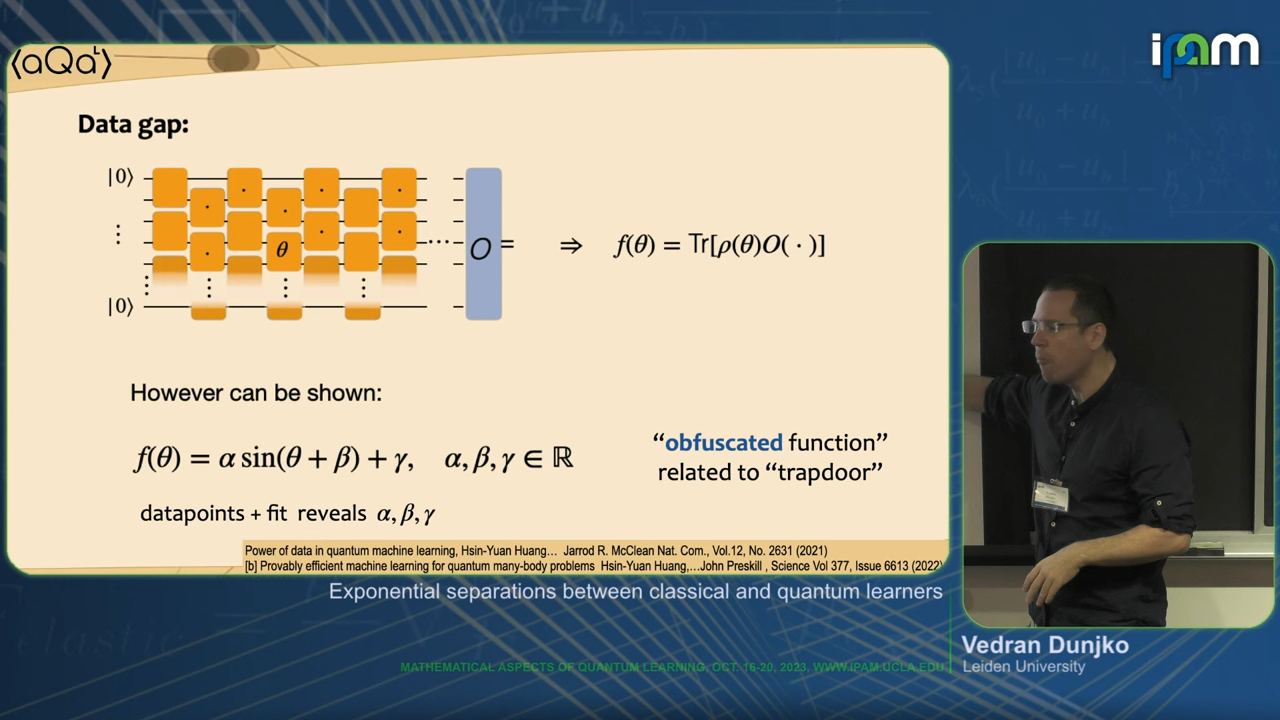 ⟨aQaᴸ⟩
ipam
Data gap:
|0⟩
θ
O
=
⇒ f(θ) = Tr[ρ(θ)O( · )]
|0⟩
However can be shown:
f(θ) = α sin(θ + β) + γ, α, β, γ ∈ ℝ
datapoints + fit reveals α, β, γ
“obfuscated function”
related to “trapdoor”
Power of data in quantum machine learning, Hsin-Yuan Huang… Jarrod R. McClean Nat. Com., Vol.12, No. 2631 (2021)
[b] Provably efficient machine learning for quantum many-body problems Hsin-Yuan Huang,...John Preskill , Science Vol 377, Issue 6613 (2022)
Exponential separations between classical and quantum learners
Vedran Dunjko
Leiden University
MATHEMATICAL ASPECTS OF QUANTUM LEARNING, OCT. 16-20, 2023, WWW.IPAM.UCLA.EDU